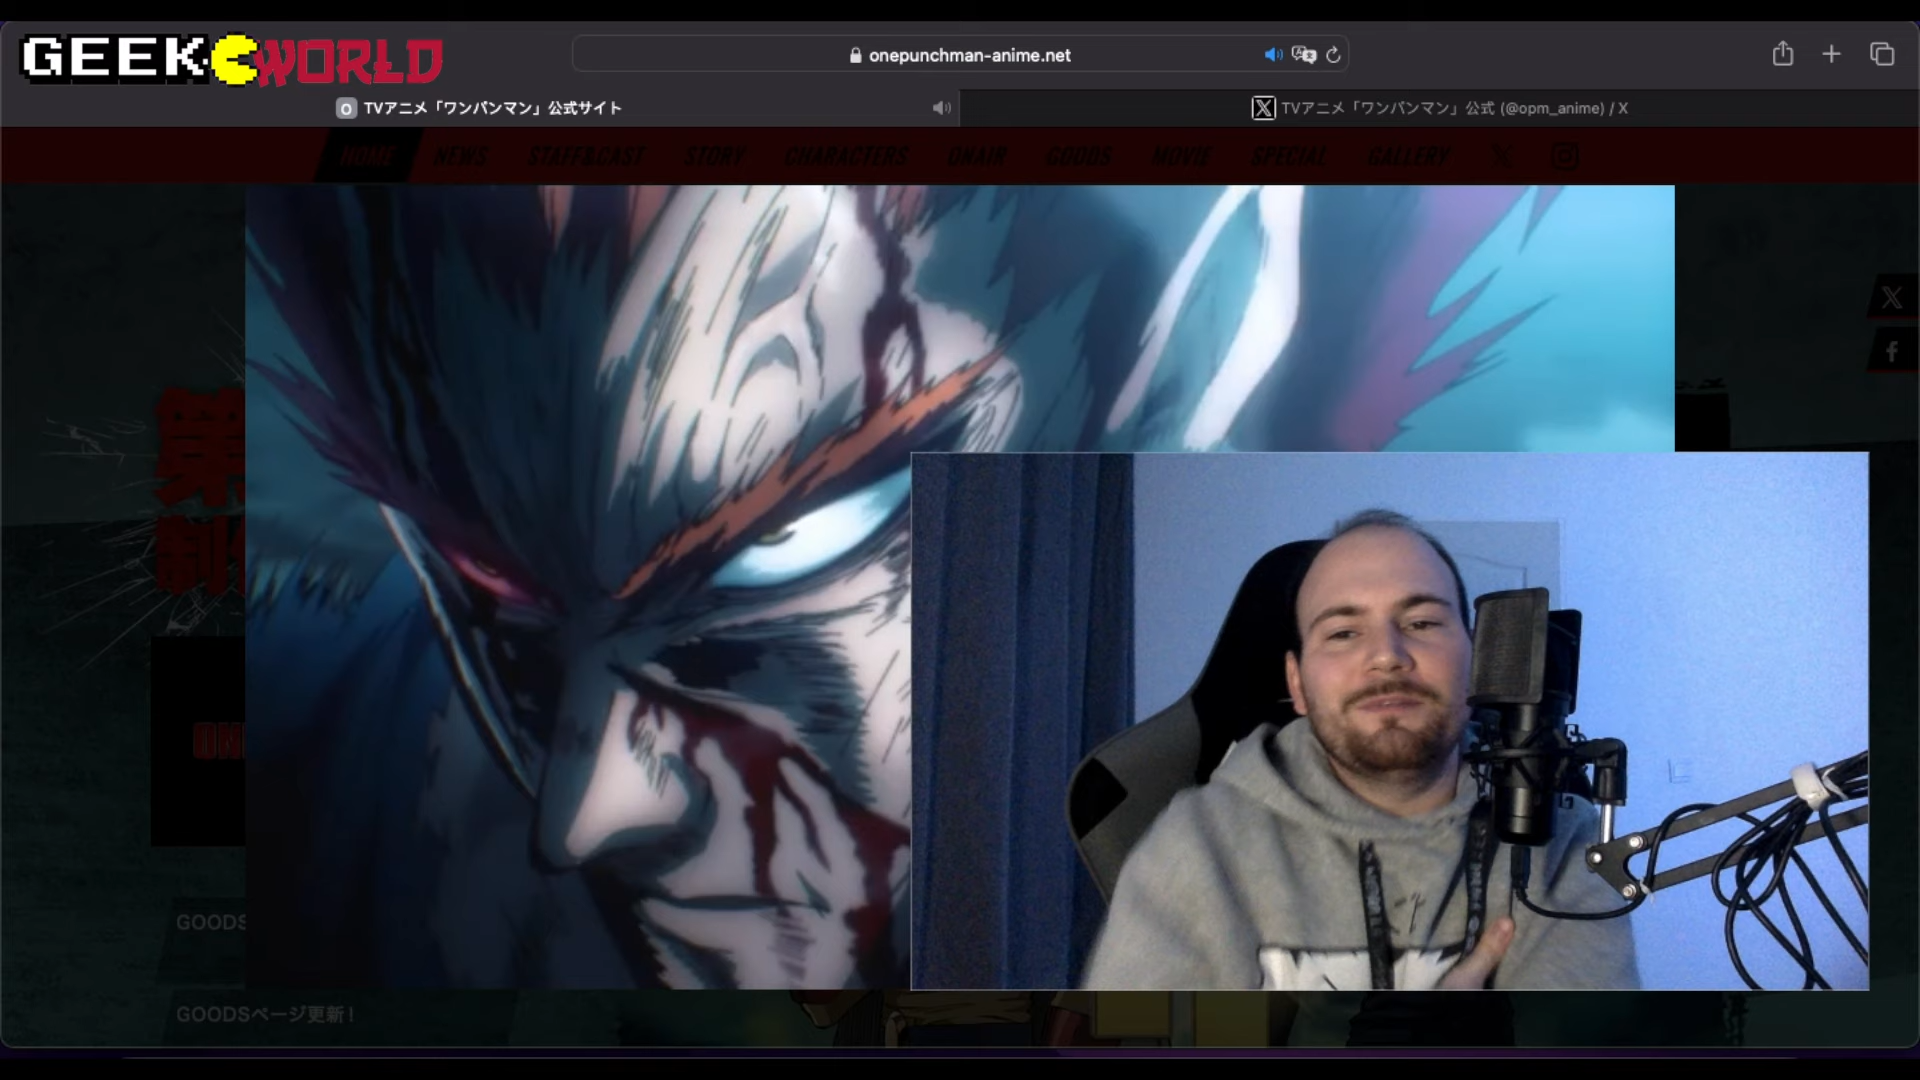 GEEK WORLD
onepunchman-anime.net
TVアニメ「ワンパンマン」公式サイト
TVアニメ「ワンパンマン」公式 (@opm_anime) / X
HOME NEWS STAFF&CAST STORY CHARACTERS ONAIR GOODS MOVIE SPECIAL GALLERY
第
制
ON
GOODS
GOODSページ更新!